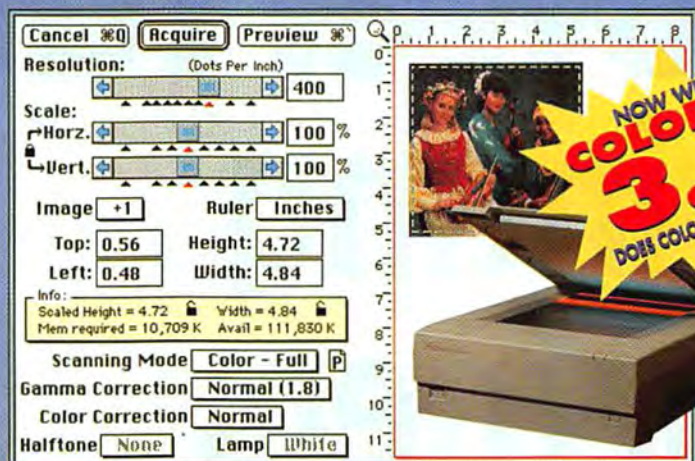 Cancel ⌘Q Acquire Preview ⌘`
Resolution: (Dots Per Inch)
400
Scale:
Horz. 100 %
Vert. 100 %
Image +1 Ruler Inches
Top: 0.56 Height: 4.72
Left: 0.48 Width: 4.84
Info:
Scaled Height = 4.72 Width = 4.84
Mem required = 10,709 K Avail = 111,830 K
Scanning Mode Color - Full P
Gamma Correction Normal (1.8)
Color Correction Normal
Halftone None Lamp White
0 1 2 3 4 5 6 7 8
0
1
2
3
4
5
6
7
8
9
10
11
NOW
3.
DOES